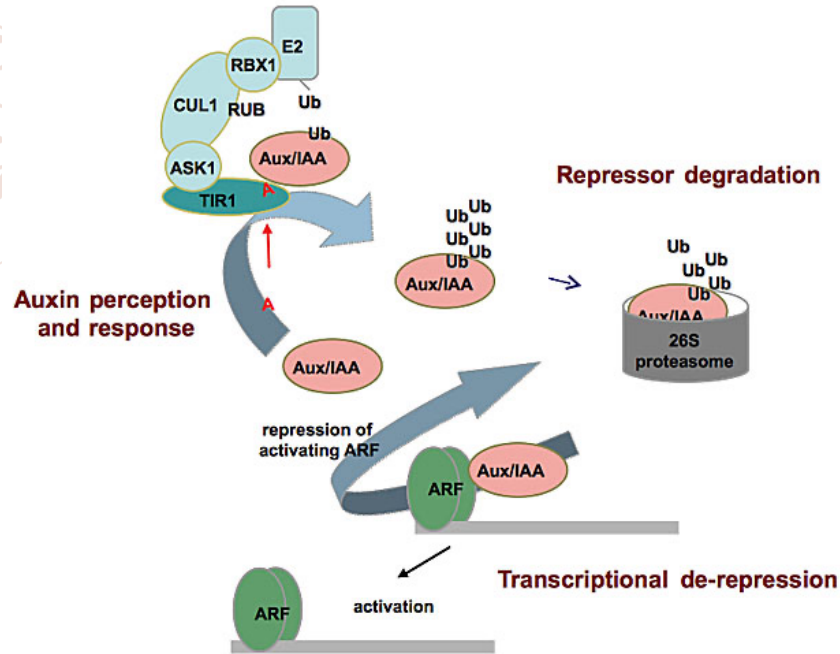 E2
RBX1
CUL1
RUB
Ub
Ub
Aux/IAA
ASK1
A
TIR1
Repressor degradation
Ub
Ub
Ub
Ub
Ub
Ub
Aux/IAA
Ub
Ub
Ub
Ub
Ub
Aux/IAA
26S
proteasome
Auxin perception
and response
A
Aux/IAA
repression of
activating ARF
ARF
Aux/IAA
Transcriptional de-repression
activation
ARF